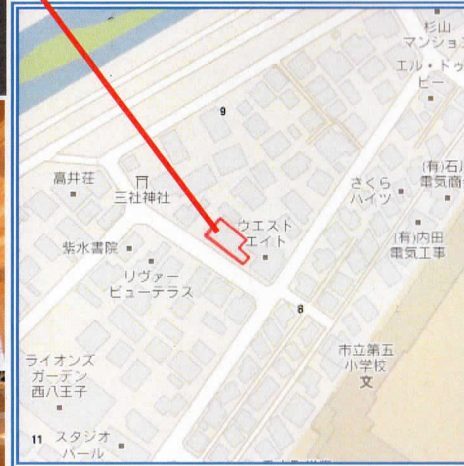 杉山
マンショ
エル・ドゥ
ビー
9
(有)石川
電気商
高井荘
三社神社
さくら
ハイツ
ウエスト
エイト
(有)内田
電気工事
紫水書院
リヴァー
ビューテラス
8
市立第五
小学校
文
ライオンズ
ガーデン
西八王子
11
スタジオ
パール